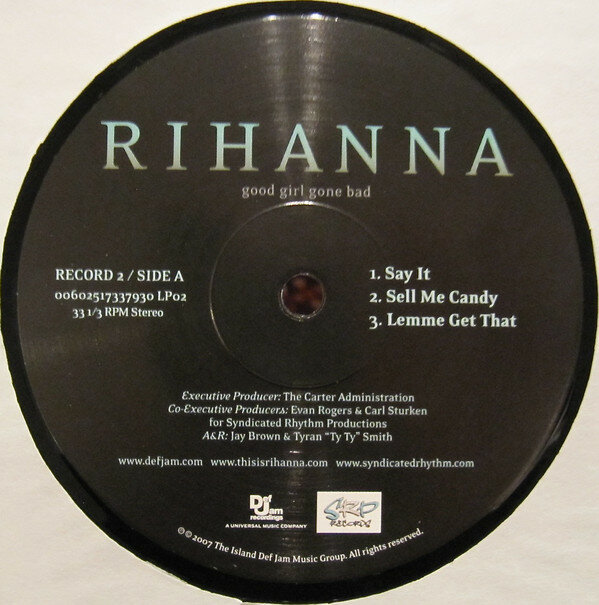 RIHANNA
good girl gone bad
RECORD 2 / SIDE A
00602517337930 LP02
33 1/3 RPM Stereo
1. Say It
2. Sell Me Candy
3. Lemme Get That
Executive Producer: The Carter Administration
Co-Executive Producers: Evan Rogers & Carl Sturken
for Syndicated Rhythm Productions
A&R: Jay Brown & Tyran "Ty Ty" Smith
www.defjam.com www.thisisrihanna.com www.syndicatedrhythm.com
Def Jam
recordings
A UNIVERSAL MUSIC COMPANY
SRP
RECORDS
℗©2007 The Island Def Jam Music Group. All rights reserved.